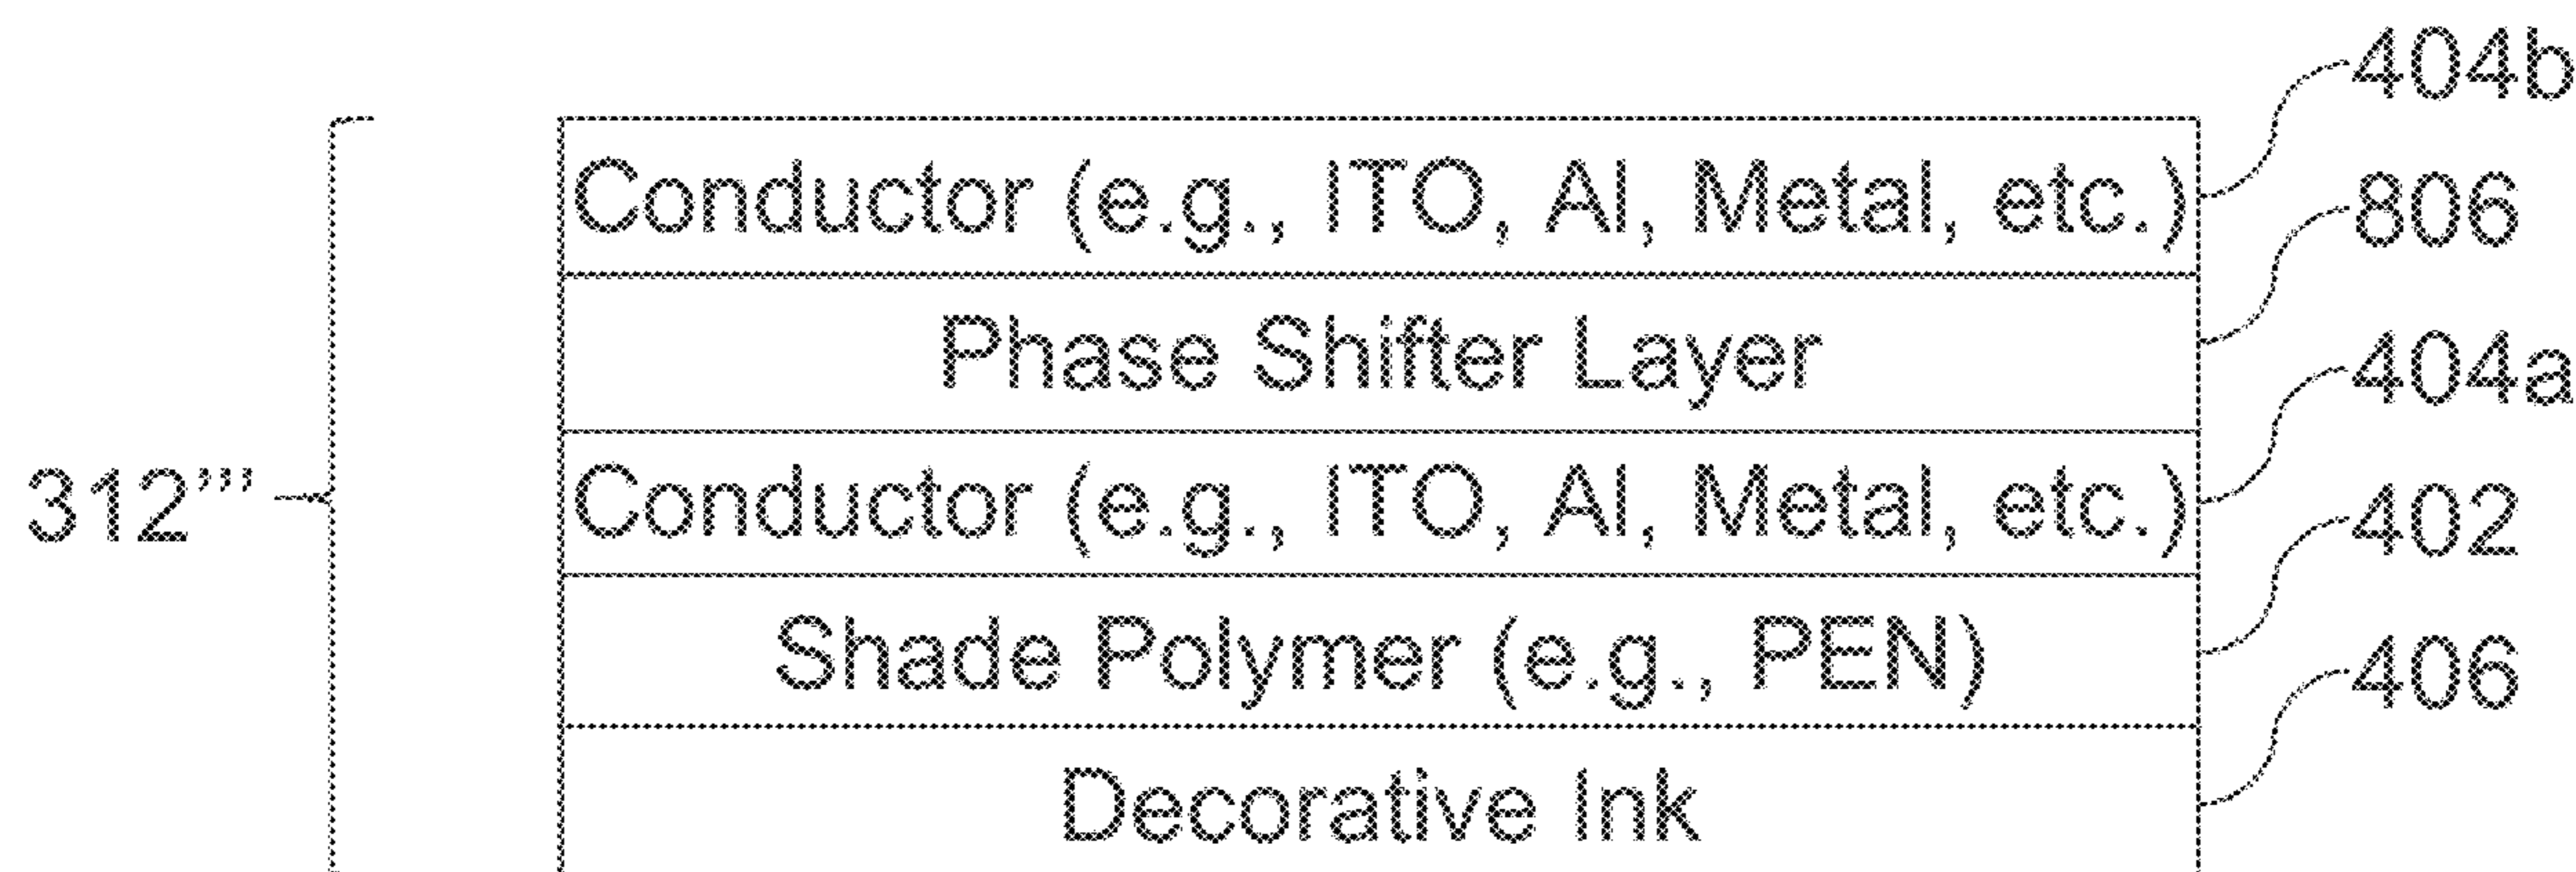 404b
Conductor (e.g., ITO, Al, Metal, etc.)
806
Phase Shifter Layer
404a
312”’
Conductor (e.g., ITO, Al, Metal, etc.)
402
Shade Polymer (e.g., PEN)
406
Decorative Ink